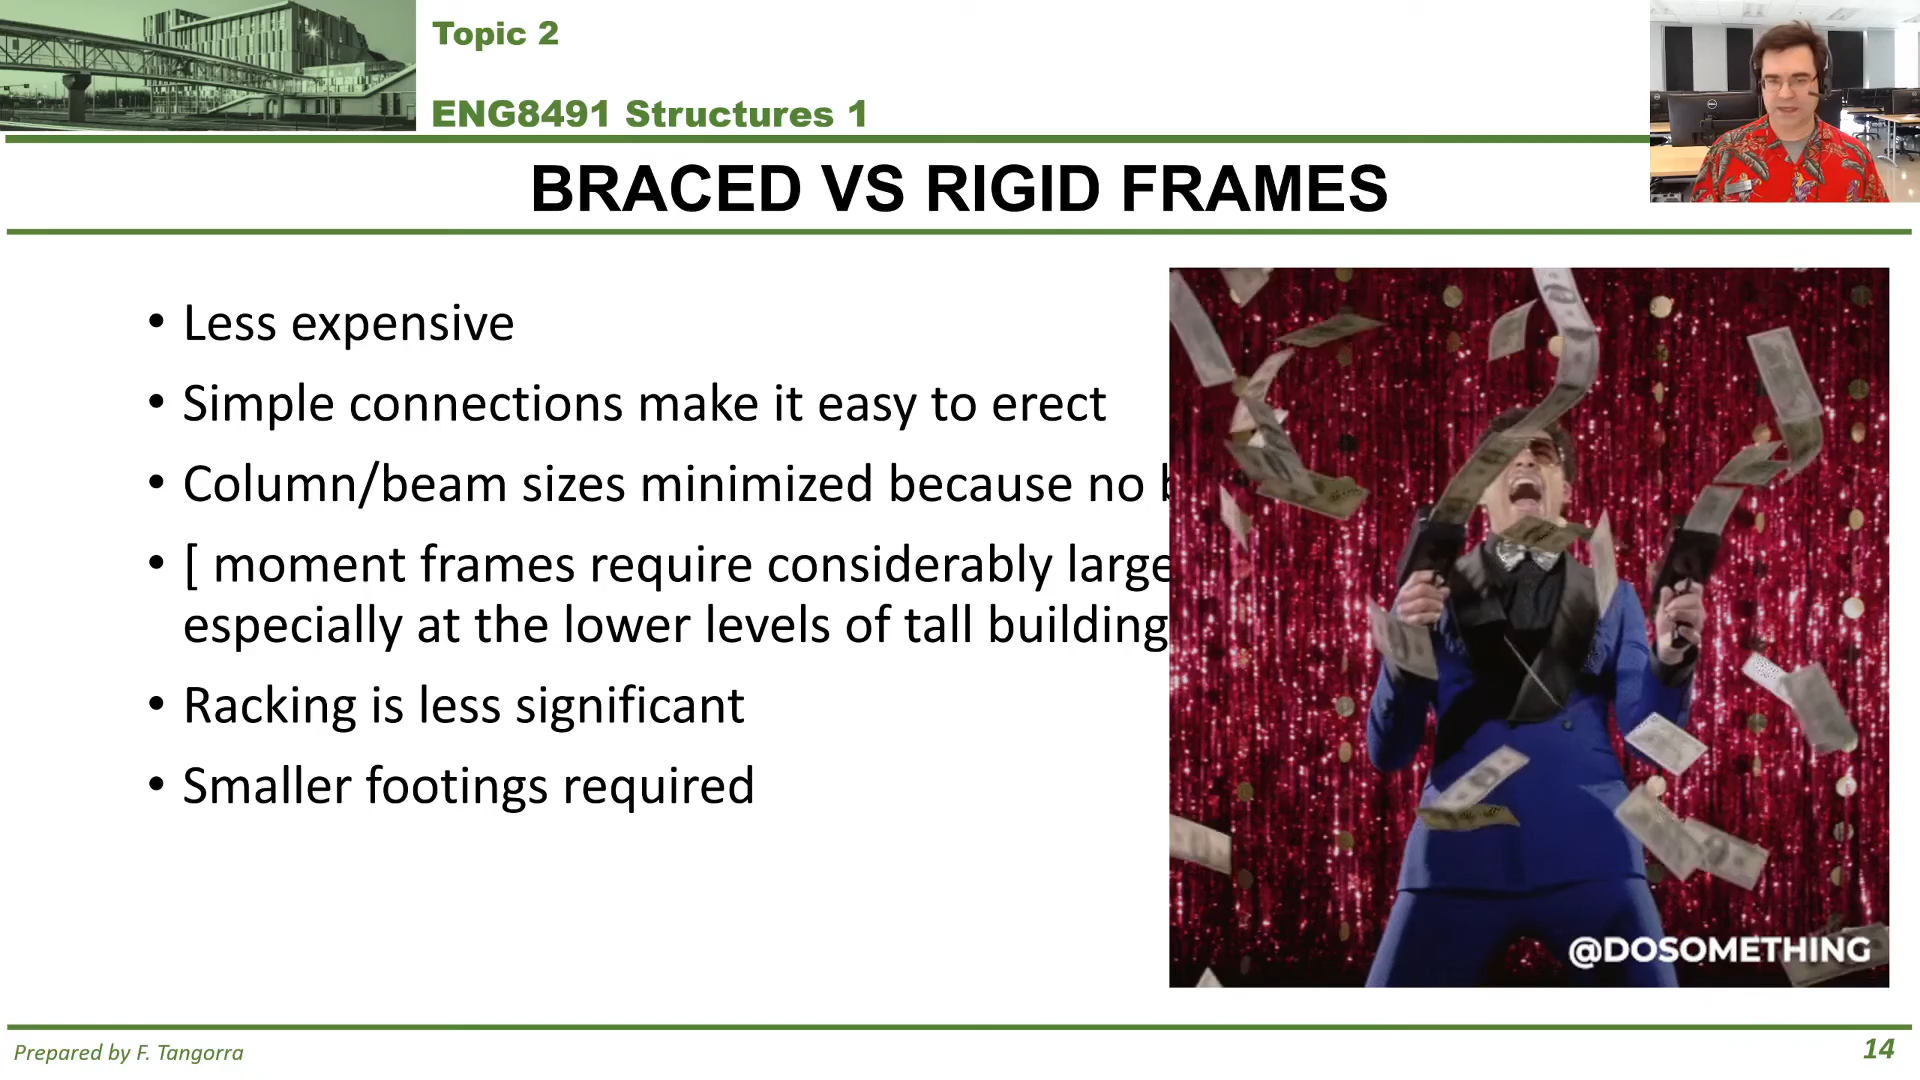 Topic 2
ENG8491 Structures 1
BRACED VS RIGID FRAMES
• Less expensive
• Simple connections make it easy to erect
• Column/beam sizes minimized because no
• [ moment frames require considerably large
especially at the lower levels of tall building
• Racking is less significant
• Smaller footings required
@DOSOMETHING
Prepared by F. Tangorra
14